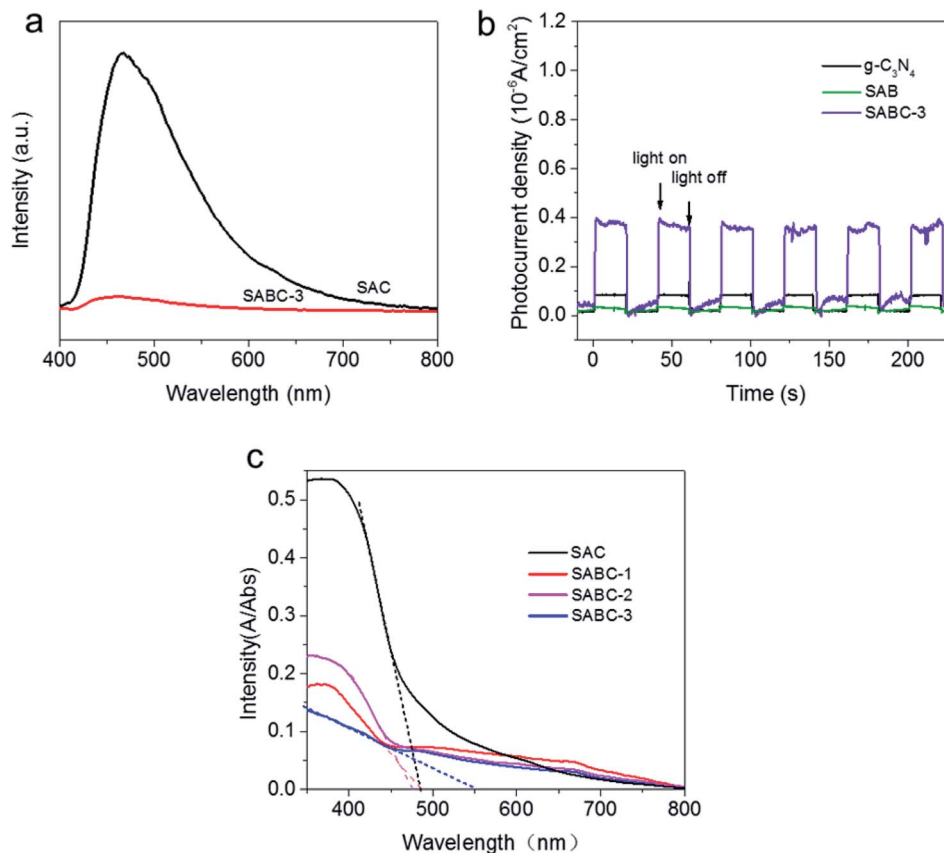 a
Intensity (a.u.)
SABC-3
SAC
400 500 600 700 800
Wavelength (nm)
b
Photocurrent density (10⁻⁶A/cm²)
1.2
1.0
0.8
0.6
0.4
0.2
0.0
g-C₃N₄
SAB
SABC-3
light on
light off
0 50 100 150 200
Time (s)
c
Intensity(A/Abs)
0.5
0.4
0.3
0.2
0.1
0.0
SAC
SABC-1
SABC-2
SABC-3
400 500 600 700 800
Wavelength（nm）